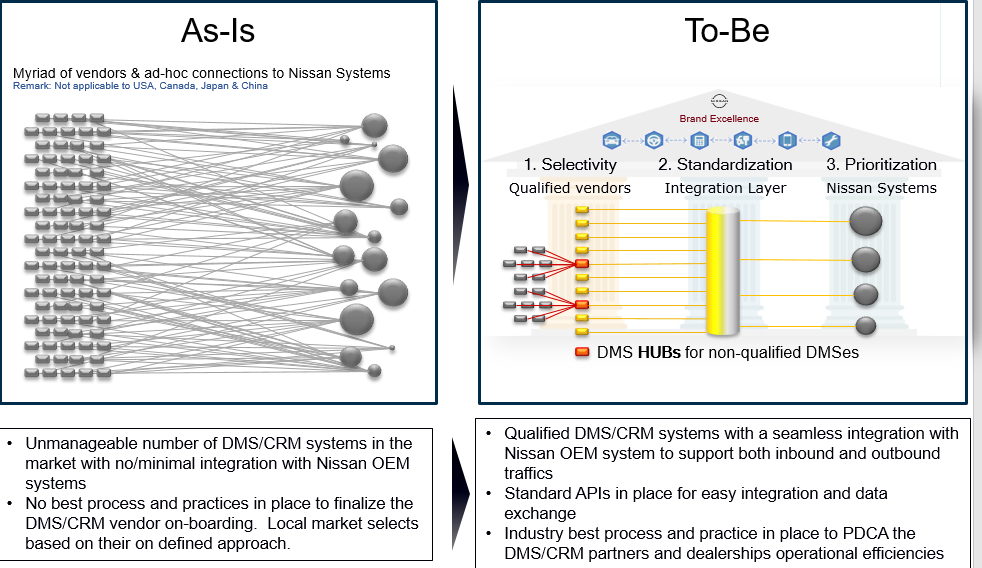 As-Is
Myriad of vendors & ad-hoc connections to Nissan Systems
Remark: Not applicable to USA, Canada, Japan & China
• Unmanageable number of DMS/CRM systems in the
market with no/minimal integration with Nissan OEM
systems
• No best process and practices in place to finalize the
DMS/CRM vendor on-boarding. Local market selects
based on their on defined approach.
To-Be
NISSAN
Brand Excellence
1. Selectivity 2. Standardization 3. Prioritization
Qualified vendors Integration Layer Nissan Systems
DMS HUBs for non-qualified DMSes
• Qualified DMS/CRM systems with a seamless integration with
Nissan OEM system to support both inbound and outbound
traffics
• Standard APIs in place for easy integration and data
exchange
• Industry best process and practice in place to PDCA the
DMS/CRM partners and dealerships operational efficiencies